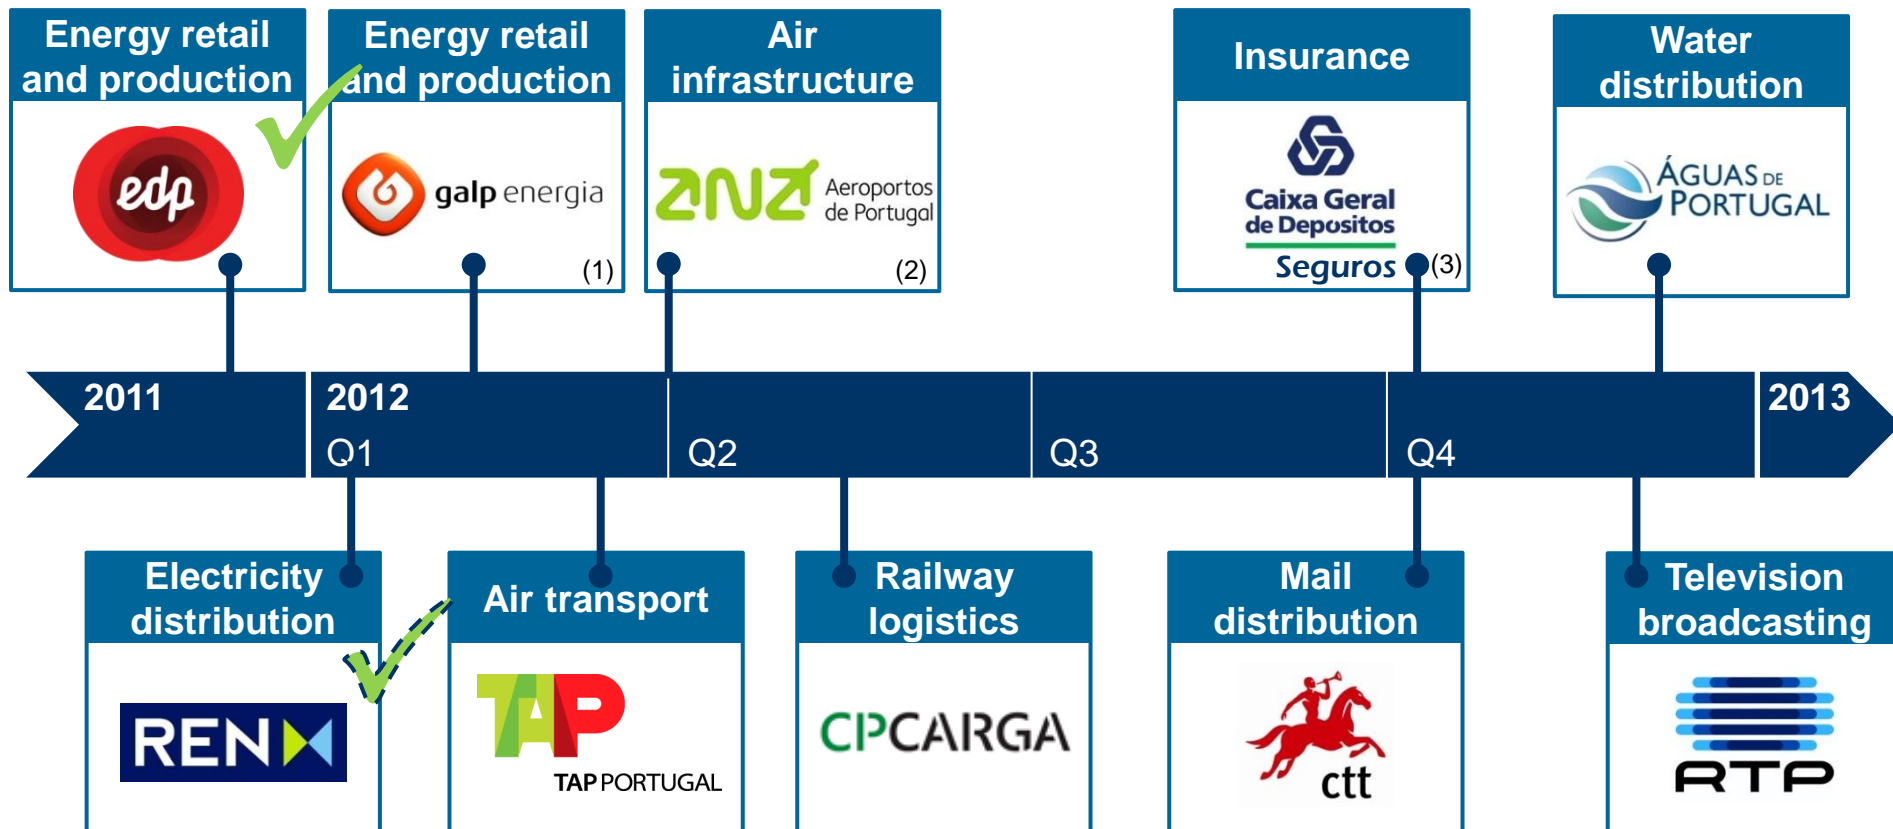 Energy retail
and production
edp
Energy retail
and production
galp energia
(1)
Air
infrastructure
ana
Aeroportos
de Portugal
(2)
Insurance
Caixa Geral
de Depositos
Seguros
(3)
Water
distribution
ÁGUAS DE
PORTUGAL
2011
2012
2013
Q1
Q2
Q3
Q4
Electricity
distribution
REN
Air transport
TAP
TAP PORTUGAL
Railway
logistics
CPCARGA
Mail
distribution
ctt
Television
broadcasting
RTP